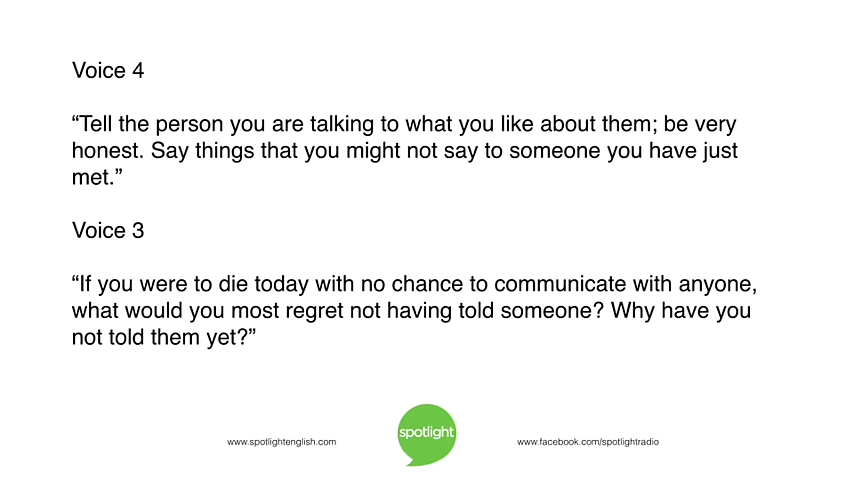 Voice 4
“Tell the person you are talking to what you like about them; be very
honest. Say things that you might not say to someone you have just
met.”
Voice 3
“If you were to die today with no chance to communicate with anyone,
what would you most regret not having told someone? Why have you
not told them yet?”
spotlight
www.spotlightenglish.com
www.facebook.com/spotlightradio